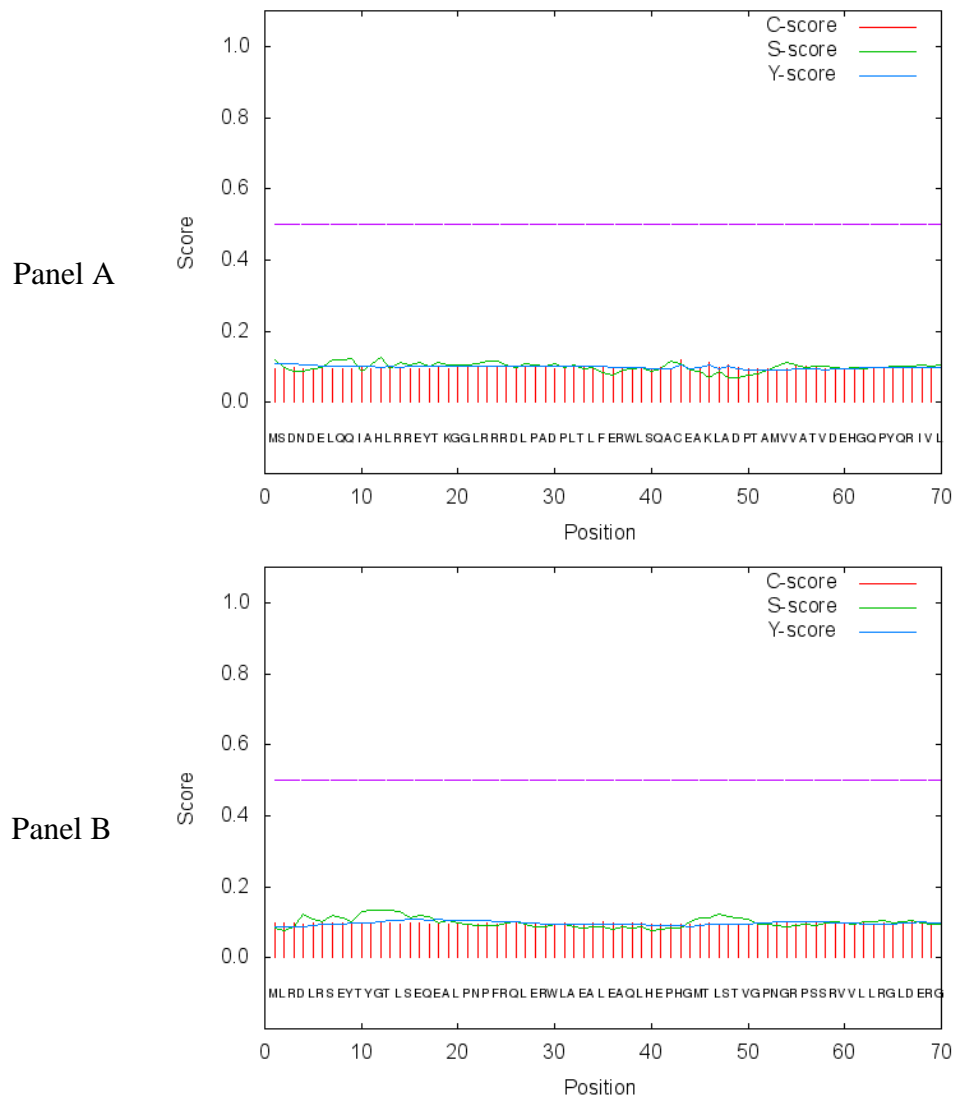 C-score
S-score
Y-score
1.0
0.8
0.6
0.4
0.2
0.0
Score
Panel A
MSDNDELQQIAHLRREYTKGGLRRRDLPADPLTLFERWLSQACEAKLADPTAMVVATVDEHGQPYQRIVL
0 10 20 30 40 50 60 70
Position
C-score
S-score
Y-score
1.0
0.8
0.6
0.4
0.2
0.0
Score
Panel B
MLRDLRSEYTYGTLSEQEALPNPFRQLERWLAEALEAQLHEPHGMTLSTVGPNGRPSSRVVLLRGLDERG
0 10 20 30 40 50 60 70
Position